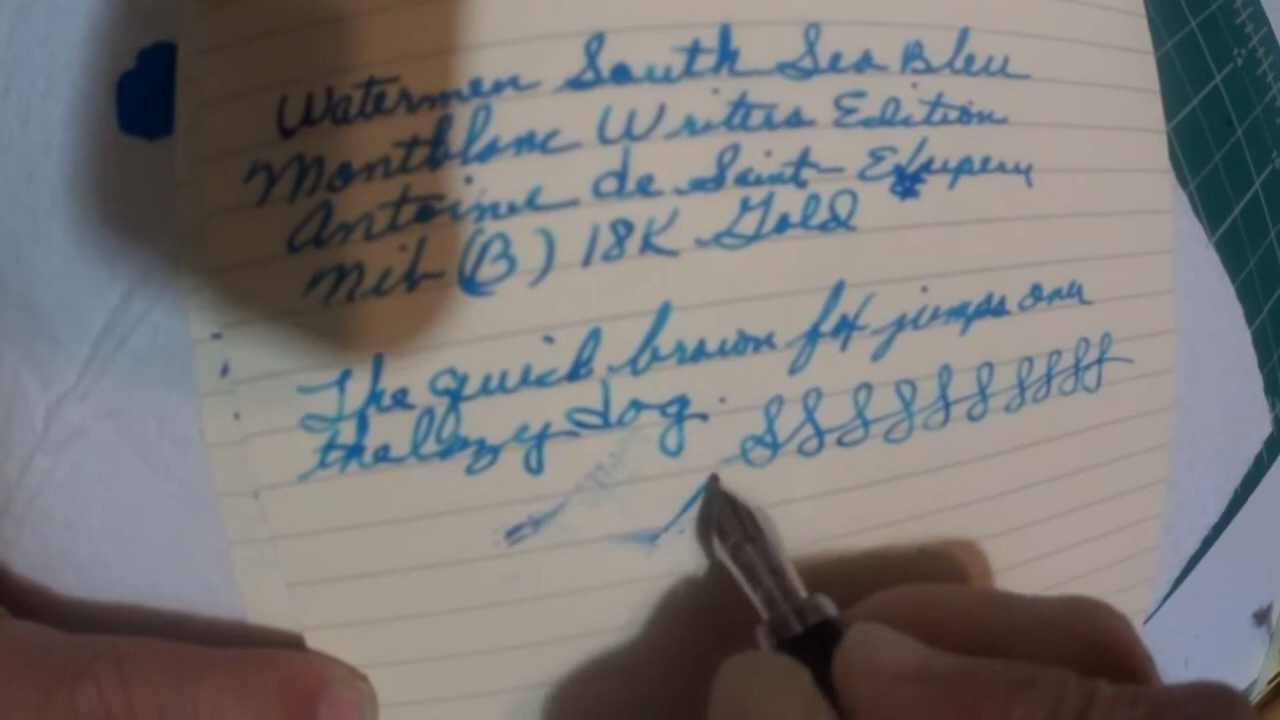 Watermen South Sea Bleu
Montblanc Writers Edition
Antoine de Saint-Exupery
Nib (B) 18K Gold
The quick brown fox jumps over
the lazy dog.